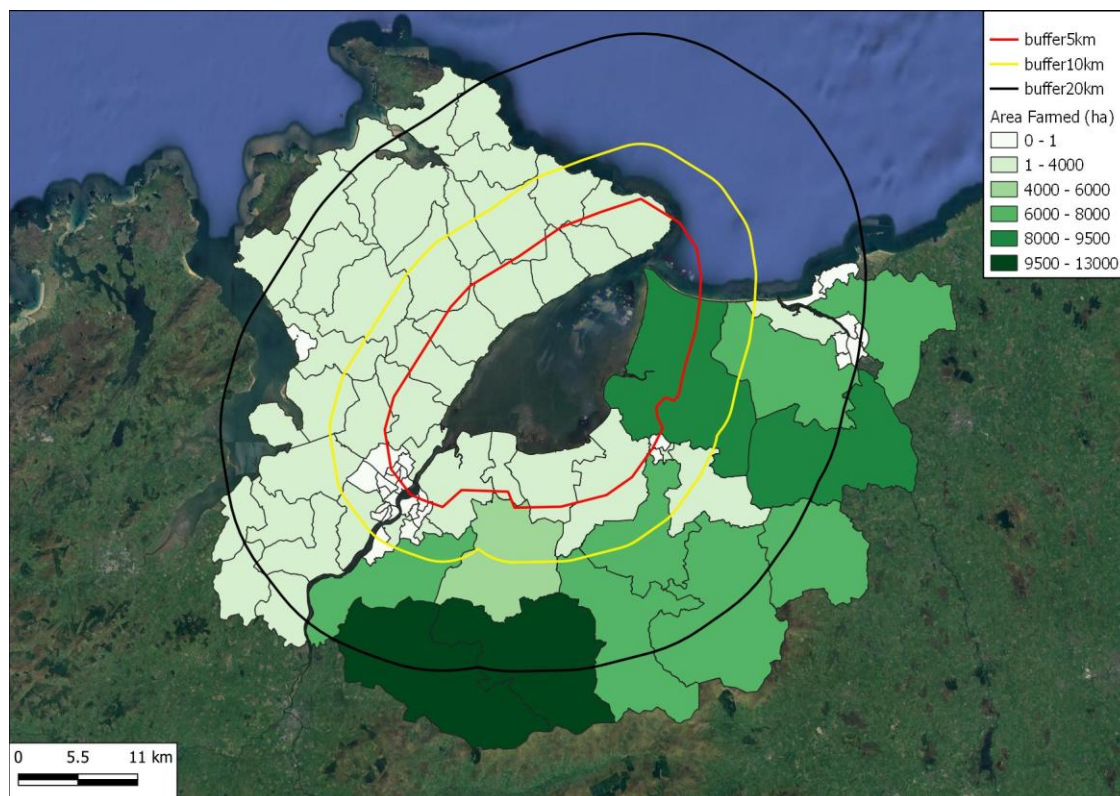 buffer5km
buffer10km
buffer20km
Area Farmed (ha)
0 - 1
1 - 4000
4000 - 6000
6000 - 8000
8000 - 9500
9500 - 13000
0 5.5 11 km